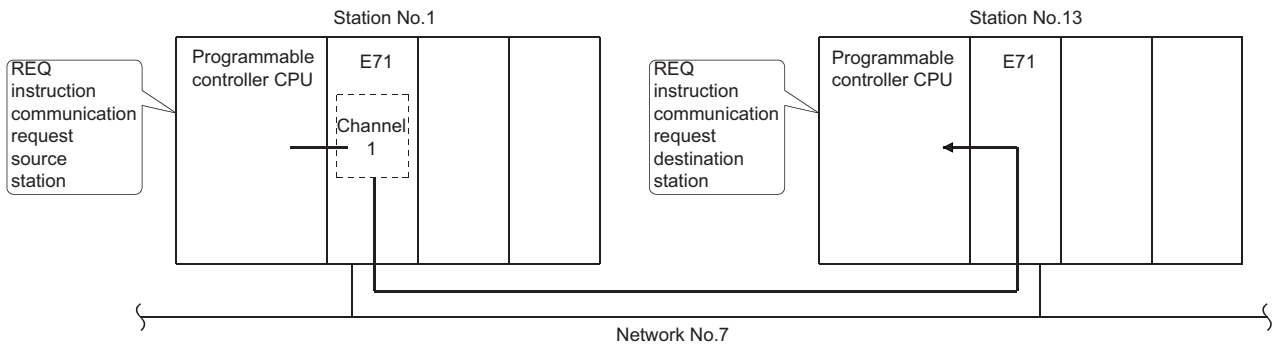 Station No.1
REQ
instruction
communication
request
source
station
Programmable
controller CPU
E71
Channel
1
Station No.13
REQ
instruction
communication
request
destination
station
Programmable
controller CPU
E71
Network No.7